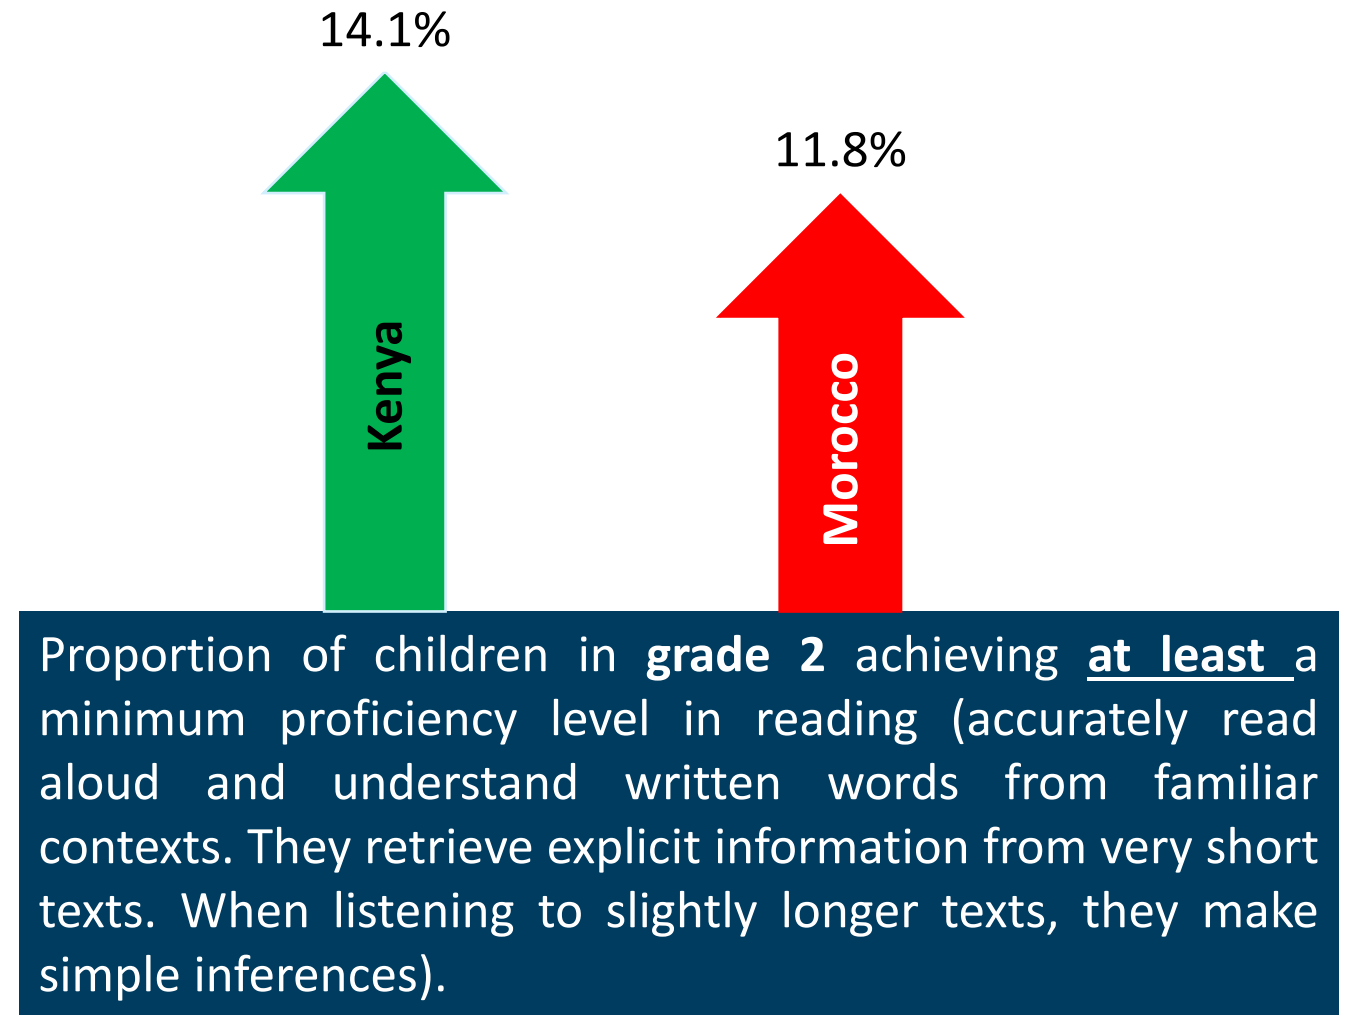 14.1%
11.8%
Kenya
Morocco
Proportion of children in grade 2 achieving at least a
minimum proficiency level in reading (accurately read
aloud and understand written words from familiar
contexts. They retrieve explicit information from very short
texts. When listening to slightly longer texts, they make
simple inferences).